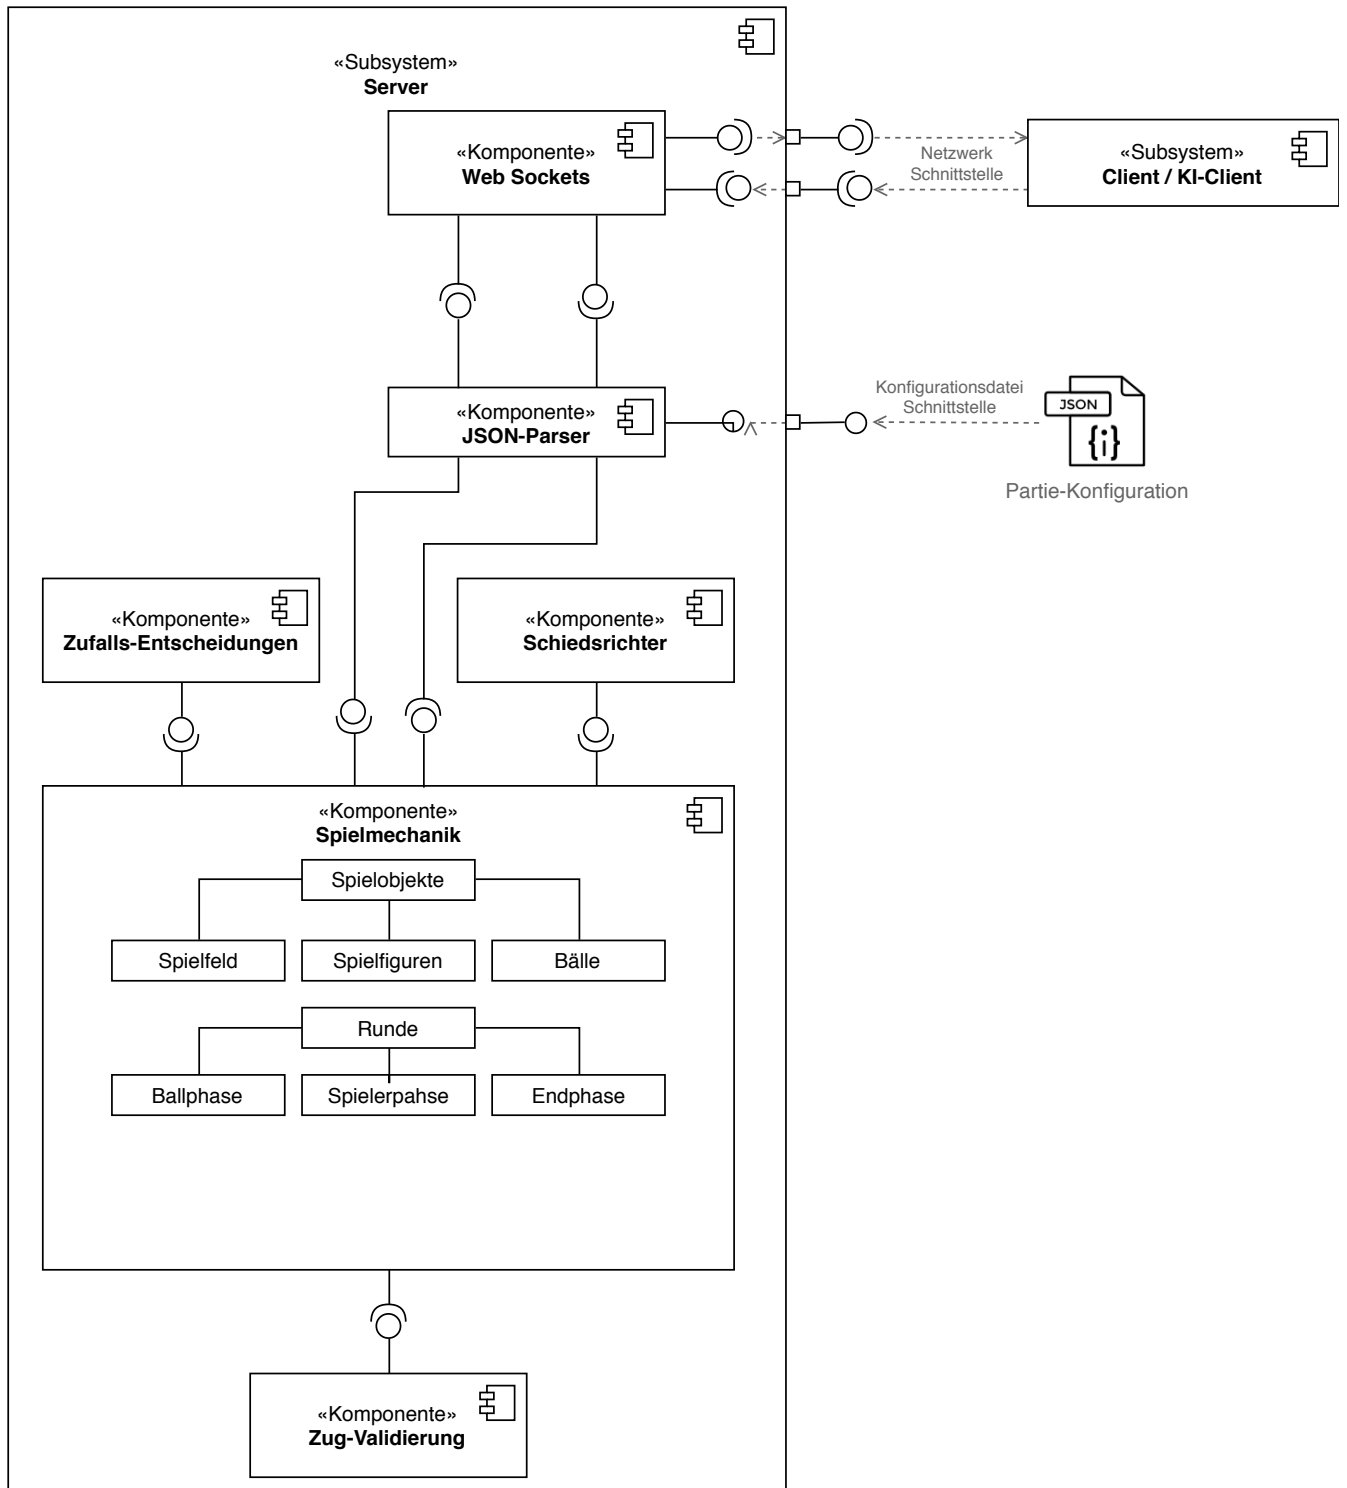 «Subsystem»
Server
«Komponente»
Web Sockets
Netzwerk
Schnittstelle
«Subsystem»
Client / KI-Client
«Komponente»
JSON-Parser
Konfigurationsdatei
Schnittstelle
JSON
{i}
Partie-Konfiguration
«Komponente»
Zufalls-Entscheidungen
«Komponente»
Schiedsrichter
«Komponente»
Spielmechanik
Spielobjekte
Spielfeld
Spielfiguren
Bälle
Runde
Ballphase
Spielerpahse
Endphase
«Komponente»
Zug-Validierung